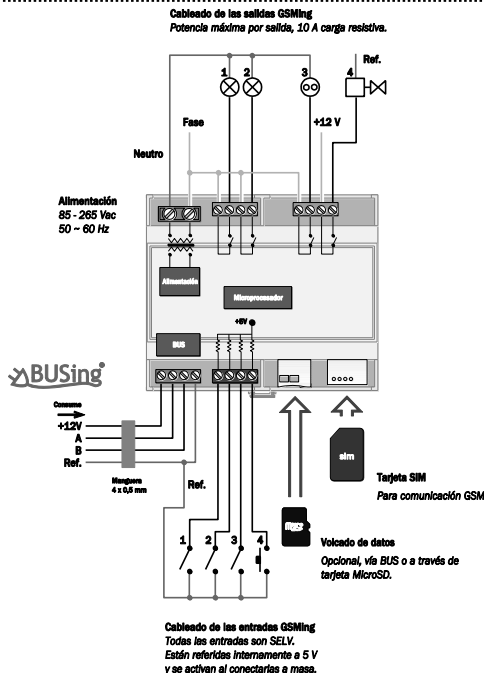 Cableado de las salidas GSMing
Potencia máxima por salida, 10 A carga resistiva.
Ref.
1 2 3 4
Fase
+12 V
Neutro
Alimentación
85 - 265 Vac
50 ~ 60 Hz
Alimentación
Microprocesador
+5V
BUS
BUSing
Consumo
+12V
A
B
Ref.
Manguera
4 x 0,5 mm
Ref.
sim
Tarjeta SIM
Para comunicación GSM
1 2 3 4
Volcado de datos
Opcional, vía BUS o a través de
tarjeta MicroSD.
Cableado de las entradas GSMing
Todas las entradas son SELV.
Están referidas internamente a 5 V
y se activan al conectarlas a masa.